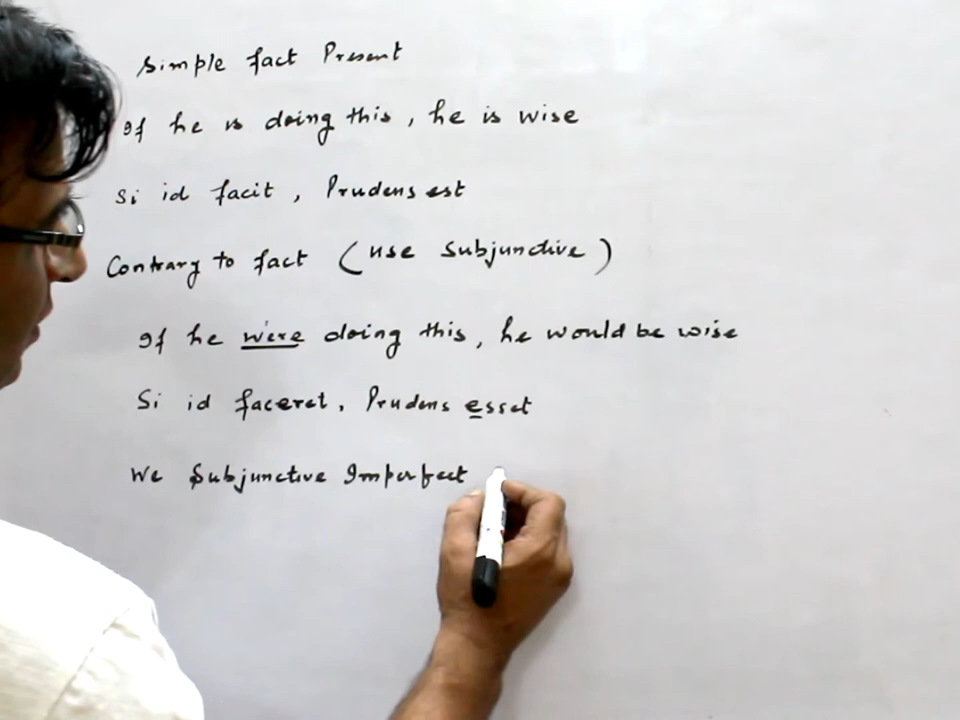 Simple fact Present
If he is doing this, he is wise
Si id facit, Prudens est
Contrary to fact (use subjunctive)
If he were doing this, he would be wise
Si id faceret, Prudens esset
We Subjunctive Imperfect